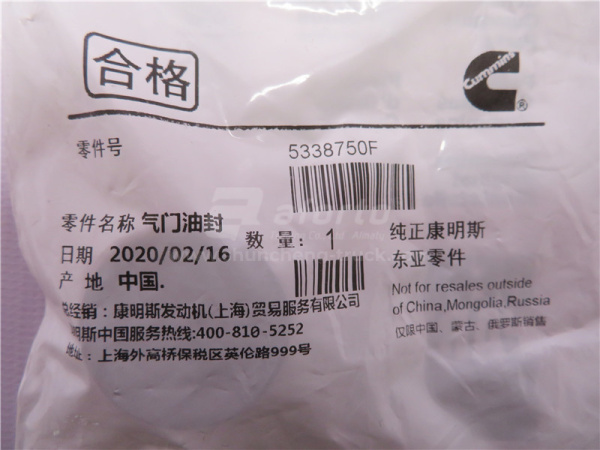 合格
Cummins
零件号 5338750F
零件名称 气门油封
数量: 1
日期 2020/02/16
产地 中国.
纯正康明斯
东亚零件
Not for resales outside
of China,Mongolia,Russia
仅限中国、蒙古、俄罗斯销售
总经销：康明斯发动机(上海)贸易服务有限公司
明斯中国服务热线:400-810-5252
地址：上海外高桥保税区英伦路999号